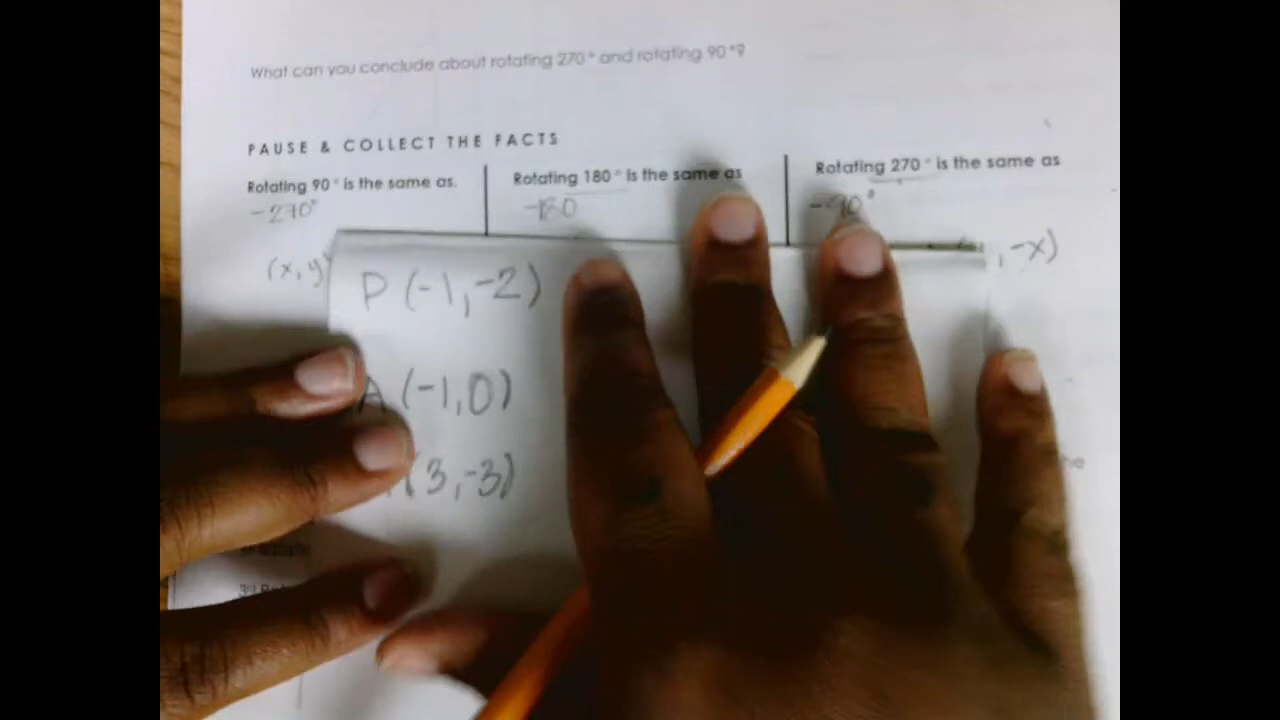 What can you conclude about rotating 270° and rotating 90°?
PAUSE & COLLECT THE FACTS
Rotating 90° is the same as.
-270°
Rotating 180° is the same as
-180
Rotating 270° is the same as
-90°
(x, y)
, -x)
P (-1, -2)
A (-1, 0)
(3, -3)